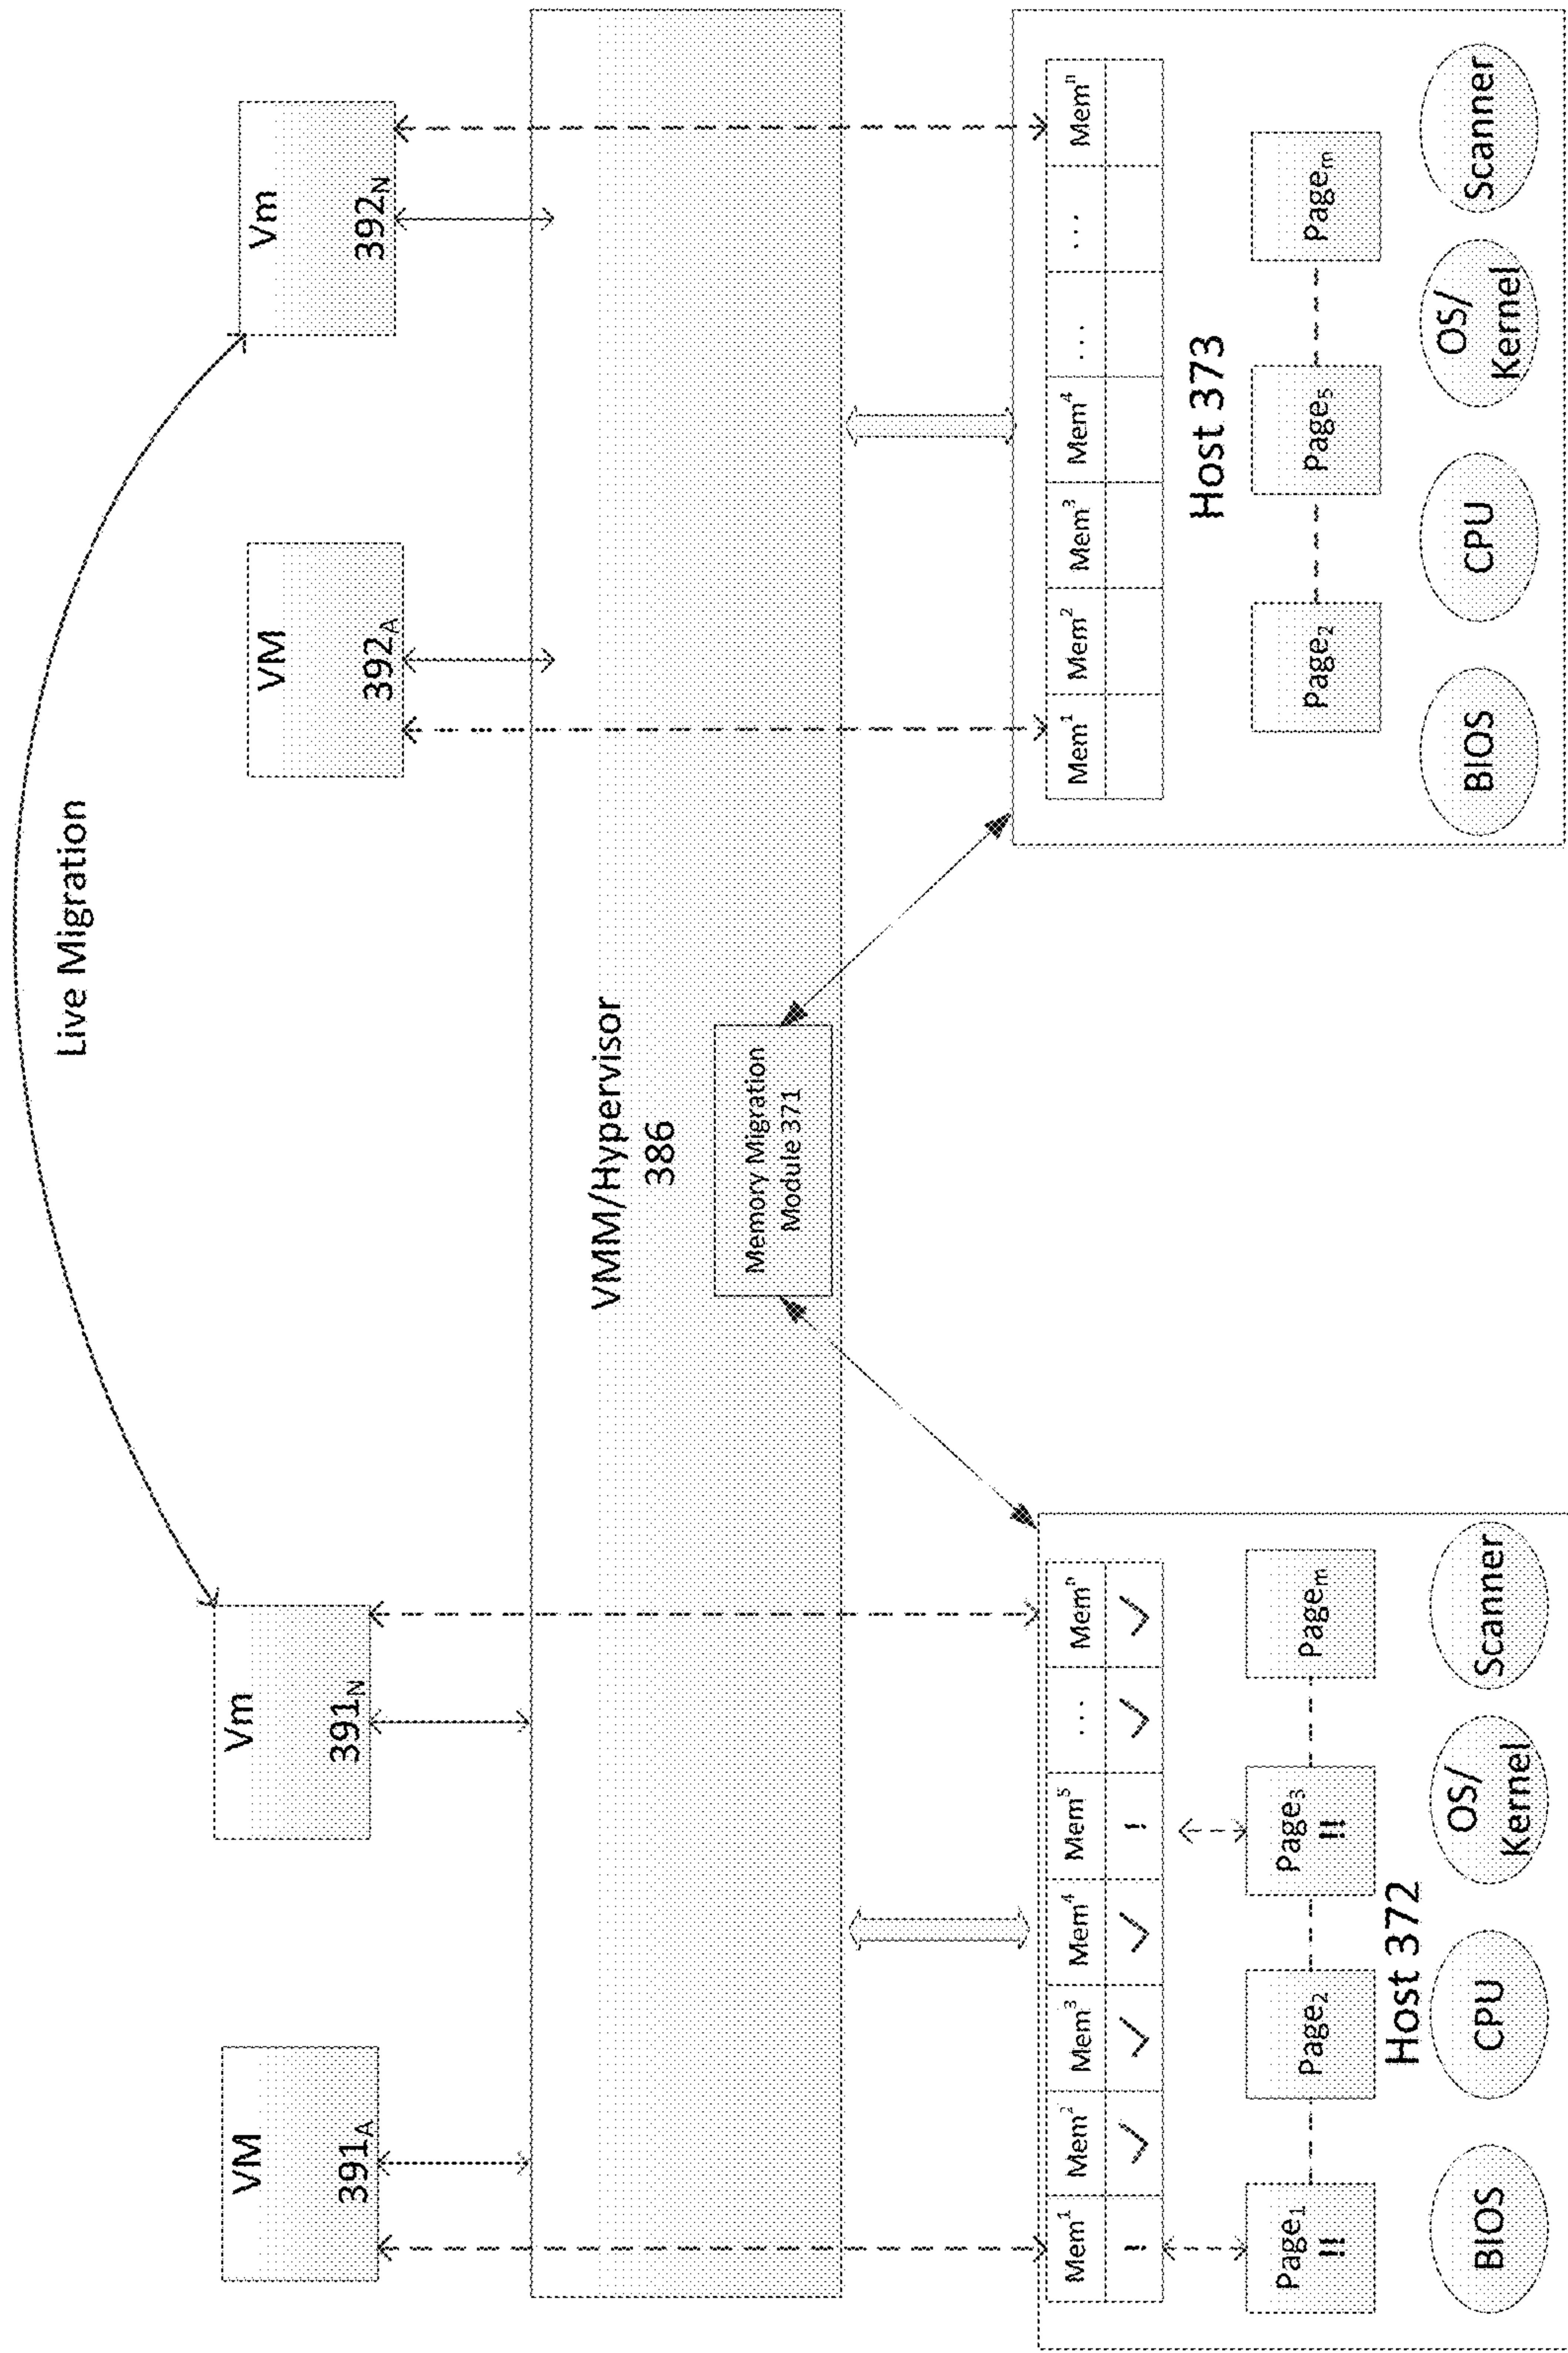 Live Migration
VM
391A
Vm
391N
VM
392A
Vm
392N
VMM/Hypervisor
386
Memory Migration
Module 371
Mem1 Mem2 Mem3 Mem4 Mem5 ... Memn
! ✓ ✓ ✓ ! ✓ ✓
Page1
!!
Page2
Page3
!!
Pagem
Host 372
BIOS
CPU
OS/
Kernel
Scanner
Mem1 Mem2 Mem3 Mem4 ... ... Memn
Host 373
Page2
Page5
Pagem
BIOS
CPU
OS/
Kernel
Scanner